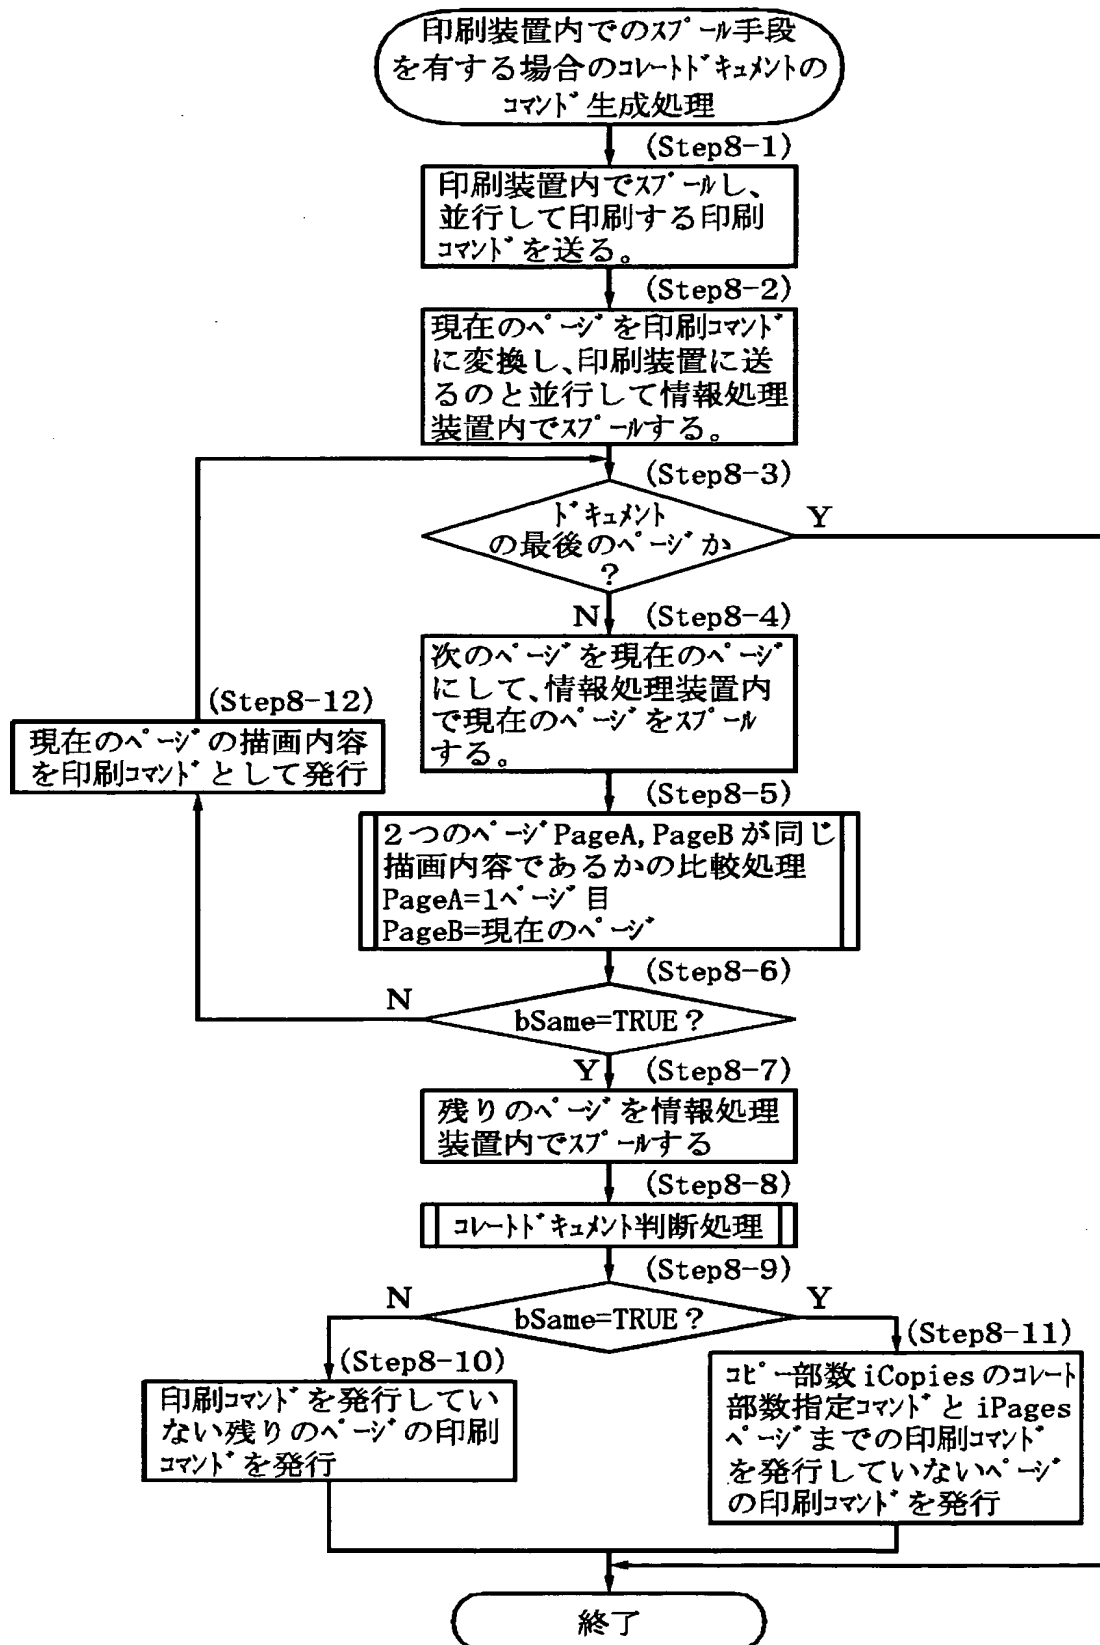 印刷装置内でのスプール手段
を有する場合のコレートドキュメントの
コマンド生成処理
(Step8-1)
印刷装置内でスプールし、
並行して印刷する印刷
コマンドを送る。
(Step8-2)
現在のページを印刷コマンド
に変換し、印刷装置に送
るのと並行して情報処理
装置内でスプールする。
(Step8-3)
ドキュメント
の最後のページか
?
Y
N
(Step8-4)
次のページを現在のページ
にして、情報処理装置内
で現在のページをスプール
する。
(Step8-12)
現在のページの描画内容
を印刷コマンドとして発行
(Step8-5)
2つのページPageA,PageBが同じ
描画内容であるかの比較処理
PageA=1ページ目
PageB=現在のページ
(Step8-6)
N
bSame=TRUE?
Y
(Step8-7)
残りのページを情報処理
装置内でスプールする
(Step8-8)
コレートドキュメント判断処理
(Step8-9)
N
bSame=TRUE?
Y
(Step8-10)
印刷コマンドを発行してい
ない残りのページの印刷
コマンドを発行
(Step8-11)
コピー部数iCopiesのコレート
部数指定コマンドとiPages
ページまでの印刷コマンド
を発行していないページ
の印刷コマンドを発行
終了